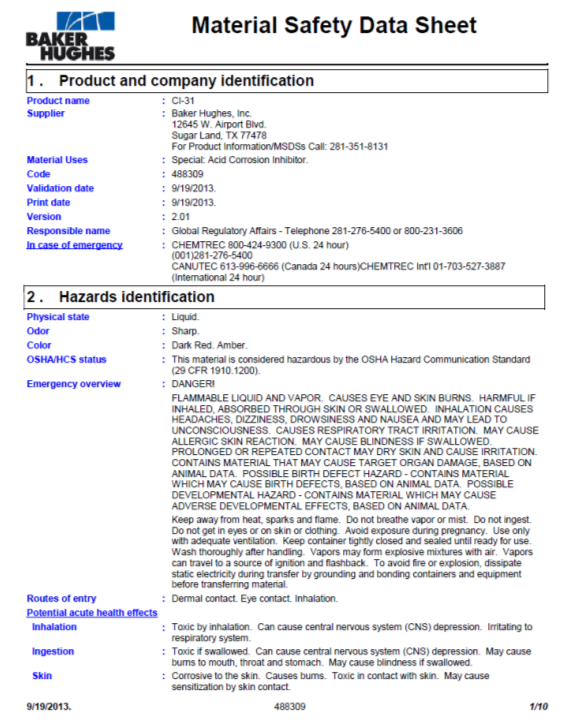 BAKER
HUGHES
Material Safety Data Sheet
1 . Product and company identification
Product name : CI-31
Supplier : Baker Hughes, Inc.
12645 W. Airport Blvd.
Sugar Land, TX 77478
For Product Information/MSDSs Call: 281-351-8131
Material Uses : Special: Acid Corrosion Inhibitor.
Code : 488309
Validation date : 9/19/2013.
Print date : 9/19/2013.
Version : 2.01
Responsible name : Global Regulatory Affairs - Telephone 281-276-5400 or 800-231-3606
In case of emergency : CHEMTREC 800-424-9300 (U.S. 24 hour)
(001)281-276-5400
CANUTEC 613-996-6666 (Canada 24 hours)CHEMTREC Int'l 01-703-527-3887
(International 24 hour)
2 . Hazards identification
Physical state : Liquid.
Odor : Sharp.
Color : Dark Red. Amber.
OSHA/HCS status : This material is considered hazardous by the OSHA Hazard Communication Standard
(29 CFR 1910.1200).
Emergency overview : DANGER!
FLAMMABLE LIQUID AND VAPOR. CAUSES EYE AND SKIN BURNS. HARMFUL IF
INHALED, ABSORBED THROUGH SKIN OR SWALLOWED. INHALATION CAUSES
HEADACHES, DIZZINESS, DROWSINESS AND NAUSEA AND MAY LEAD TO
UNCONSCIOUSNESS. CAUSES RESPIRATORY TRACT IRRITATION. MAY CAUSE
ALLERGIC SKIN REACTION. MAY CAUSE BLINDNESS IF SWALLOWED.
PROLONGED OR REPEATED CONTACT MAY DRY SKIN AND CAUSE IRRITATION.
CONTAINS MATERIAL THAT MAY CAUSE TARGET ORGAN DAMAGE, BASED ON
ANIMAL DATA. POSSIBLE BIRTH DEFECT HAZARD - CONTAINS MATERIAL
WHICH MAY CAUSE BIRTH DEFECTS, BASED ON ANIMAL DATA. POSSIBLE
DEVELOPMENTAL HAZARD - CONTAINS MATERIAL WHICH MAY CAUSE
ADVERSE DEVELOPMENTAL EFFECTS, BASED ON ANIMAL DATA.
Keep away from heat, sparks and flame. Do not breathe vapor or mist. Do not ingest.
Do not get in eyes or on skin or clothing. Avoid exposure during pregnancy. Use only
with adequate ventilation. Keep container tightly closed and sealed until ready for use.
Wash thoroughly after handling. Vapors may form explosive mixtures with air. Vapors
can travel to a source of ignition and flashback. To avoid fire or explosion, dissipate
static electricity during transfer by grounding and bonding containers and equipment
before transferring material.
Routes of entry : Dermal contact. Eye contact. Inhalation.
Potential acute health effects
Inhalation : Toxic by inhalation. Can cause central nervous system (CNS) depression. Irritating to
respiratory system.
Ingestion : Toxic if swallowed. Can cause central nervous system (CNS) depression. May cause
burns to mouth, throat and stomach. May cause blindness if swallowed.
Skin : Corrosive to the skin. Causes burns. Toxic in contact with skin. May cause
sensitization by skin contact.
9/19/2013. 488309 1/10